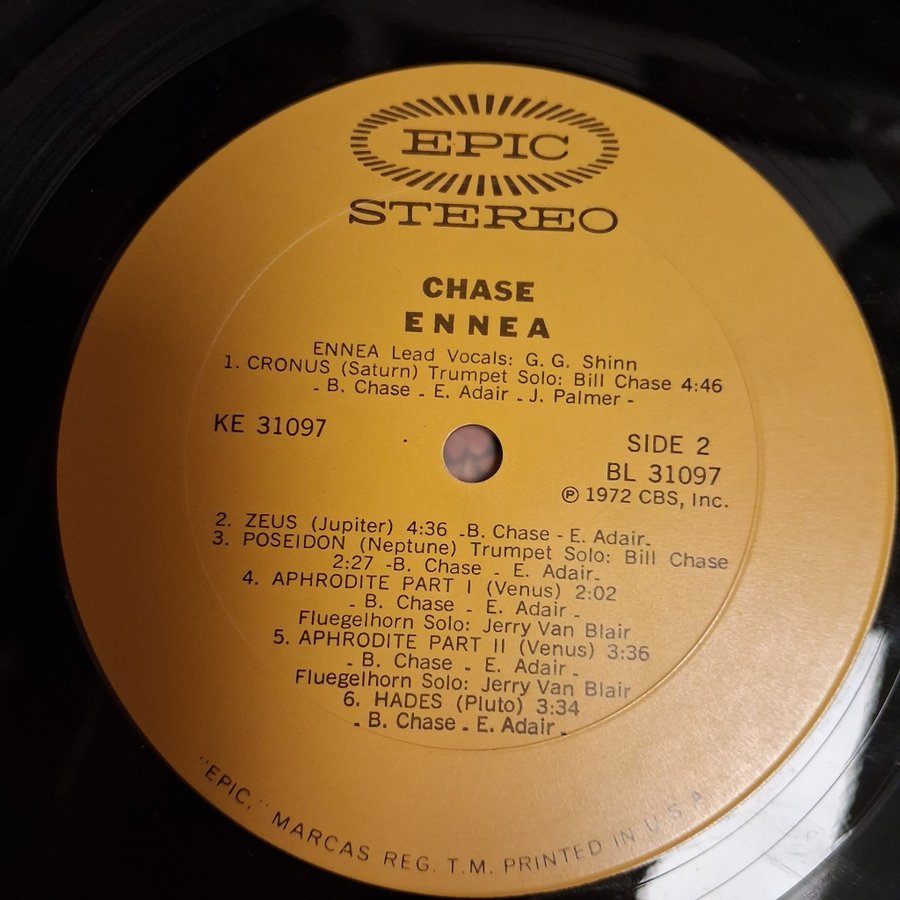 EPIC
STEREO
CHASE
ENNEA
ENNEA Lead Vocals: G. G. Shinn
1. CRONUS (Saturn) Trumpet Solo: Bill Chase 4:46
- B. Chase - E. Adair - J. Palmer -
KE 31097
SIDE 2
BL 31097
℗ 1972 CBS, Inc.
2. ZEUS (Jupiter) 4:36 -B. Chase - E. Adair-
3. POSEIDON (Neptune) Trumpet Solo: Bill Chase
2:27 -B. Chase - E. Adair-
4. APHRODITE PART I (Venus) 2:02
- B. Chase - E. Adair -
Fluegelhorn Solo: Jerry Van Blair
5. APHRODITE PART II (Venus) 3:36
- B. Chase - E. Adair -
Fluegelhorn Solo: Jerry Van Blair
6. HADES (Pluto) 3:34
- B. Chase - E. Adair -
"EPIC," MARCAS REG. T.M. PRINTED IN U S A